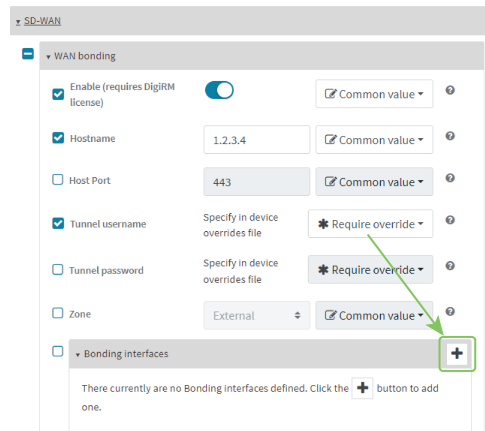 SD-WAN
WAN bonding
Enable (requires DigiRM
license)
Common value
Hostname
1.2.3.4
Common value
Host Port
443
Common value
Tunnel username
Specify in device
overrides file
Require override
Tunnel password
Specify in device
overrides file
Require override
Zone
External
Common value
Bonding interfaces
There currently are no Bonding interfaces defined. Click the + button to add
one.